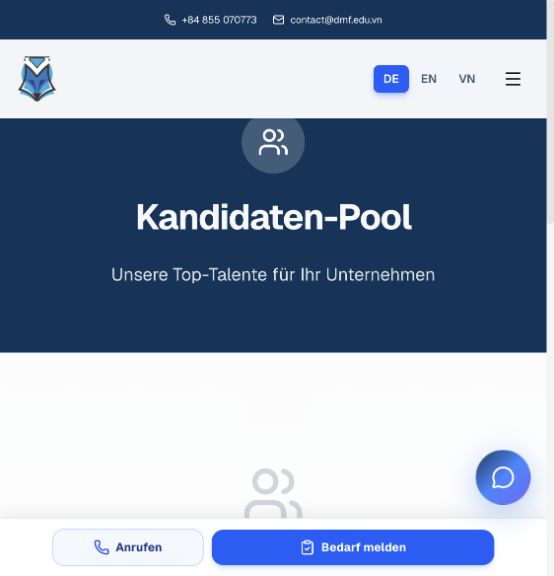 +84 855 070773 contact@dmf.edu.vn
DE EN VN
Kandidaten-Pool
Unsere Top-Talente für Ihr Unternehmen
Anrufen Bedarf melden